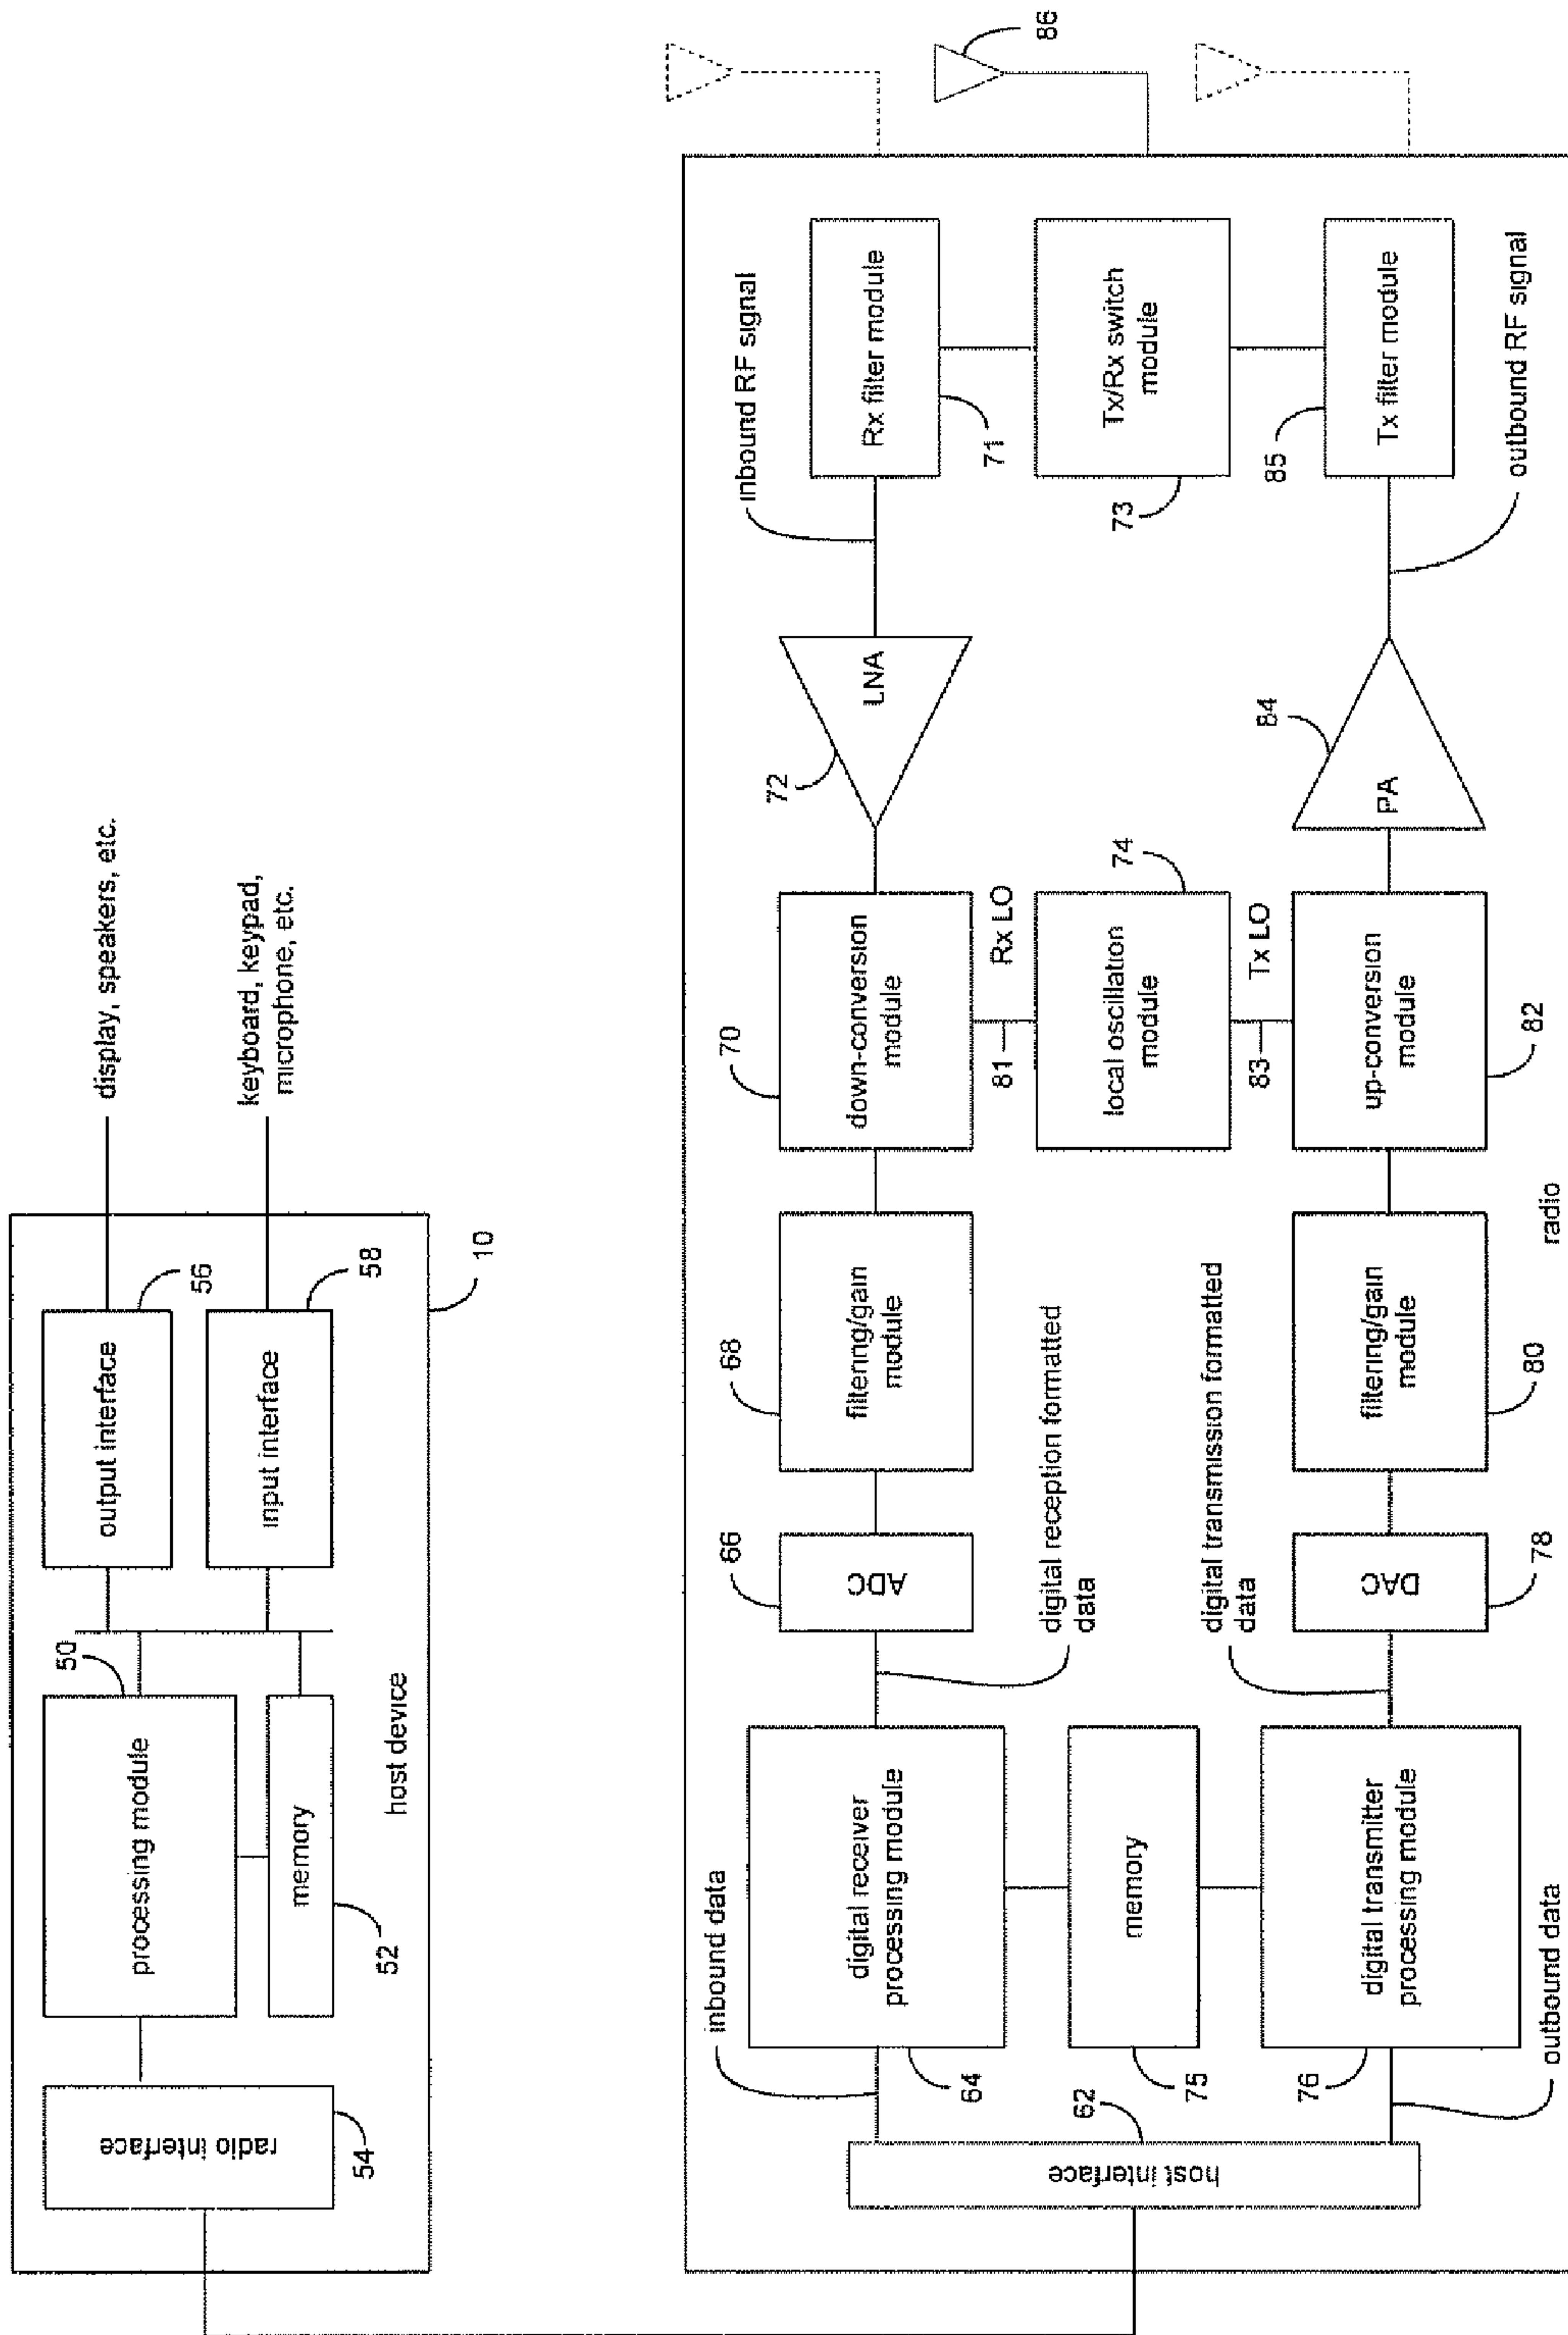 display, speakers, etc.
keyboard, keypad,
microphone, etc.
output interface
56
input interface
58
10
50
processing module
memory
52
host device
radio interface
54
86
Rx filter module
71
Tx/Rx switch
module
73
Tx filter module
85
inbound RF signal
outbound RF signal
LNA
72
PA
84
down-conversion
module
70
Rx LO
81
local oscillation
module
74
Tx LO
83
up-conversion
module
82
filtering/gain
module
68
filtering/gain
module
80
radio
ADC
66
digital reception formatted
data
digital transmission formatted
data
DAC
78
digital receiver
processing module
64
memory
75
digital transmitter
processing module
76
inbound data
outbound data
host interface
62